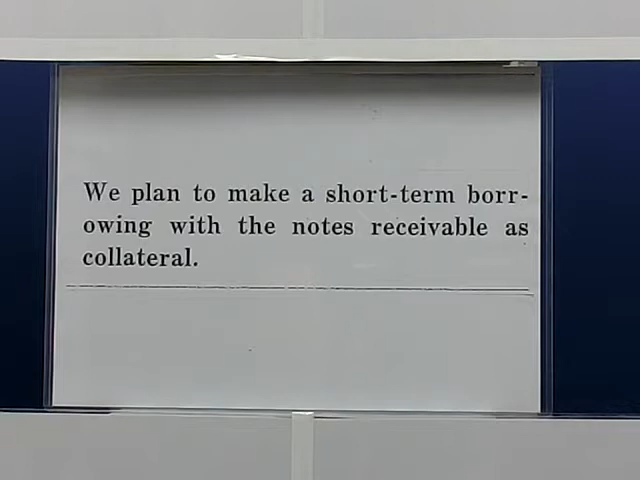 We plan to make a short-term borr-
owing with the notes receivable as
collateral.